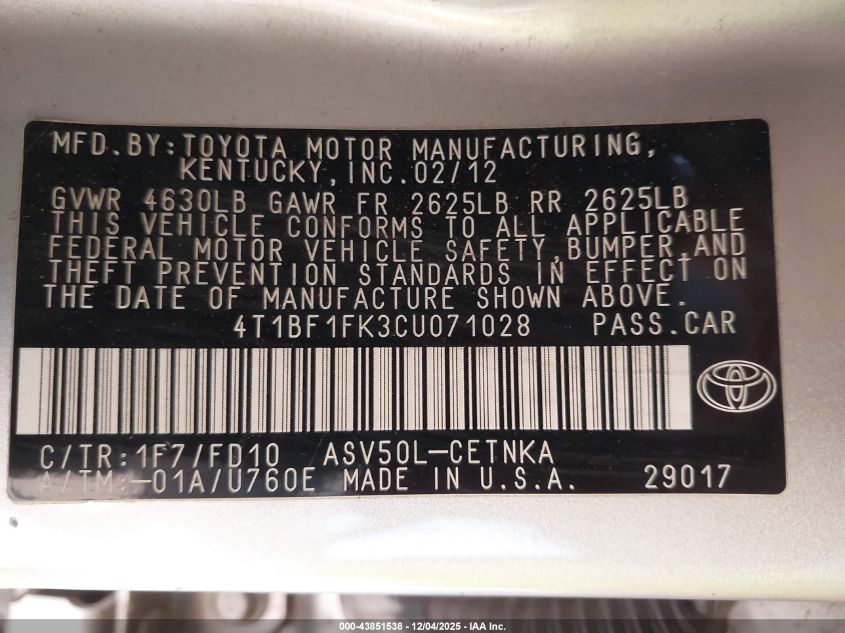 MFD.BY:TOYOTA MOTOR MANUFACTURING,
KENTUCKY,INC.02/12
GVWR 4630LB GAWR FR 2625LB RR 2625LB
THIS VEHICLE CONFORMS TO ALL APPLICABLE
FEDERAL MOTOR VEHICLE SAFETY,BUMPER,AND
THEFT PREVENTION STANDARDS IN EFFECT ON
THE DATE OF MANUFACTURE SHOWN ABOVE.
4T1BF1FK3CU071028 PASS.CAR
C/TR:1F7/FD10 ASV50L-CETNKA
A/TM:-01A/U760E MADE IN U.S.A. 29017
000-43851538 - 12/04/2025 - IAA Inc.